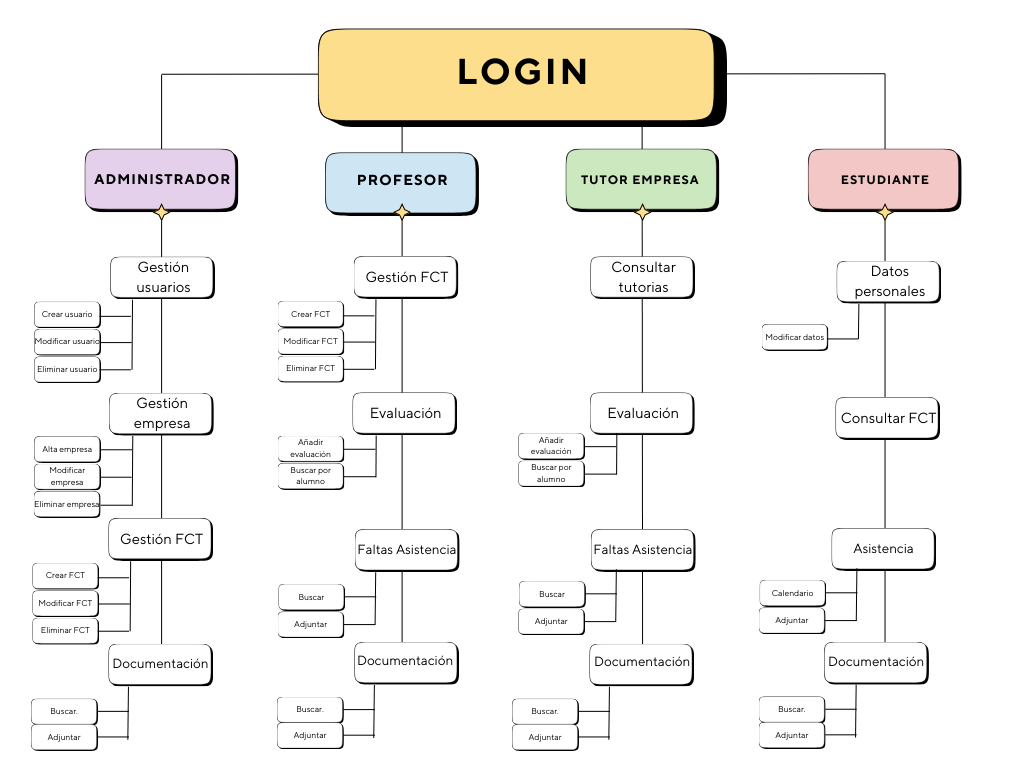 LOGIN
ADMINISTRADOR
PROFESOR
TUTOR EMPRESA
ESTUDIANTE
Gestión
usuarios
Crear usuario
Modificar usuario
Eliminar usuario
Gestión
empresa
Alta empresa
Modificar
empresa
Eliminar empresa
Gestión FCT
Crear FCT
Modificar FCT
Eliminar FCT
Documentación
Buscar.
Adjuntar
Gestión FCT
Crear FCT
Modificar FCT
Eliminar FCT
Evaluación
Añadir
evaluación
Buscar por
alumno
Faltas Asistencia
Buscar
Adjuntar
Documentación
Buscar.
Adjuntar
Consultar
tutorias
Evaluación
Añadir
evaluación
Buscar por
alumno
Faltas Asistencia
Buscar
Adjuntar
Documentación
Buscar.
Adjuntar
Datos
personales
Modificar datos
Consultar FCT
Asistencia
Calendario
Adjuntar
Documentación
Buscar.
Adjuntar